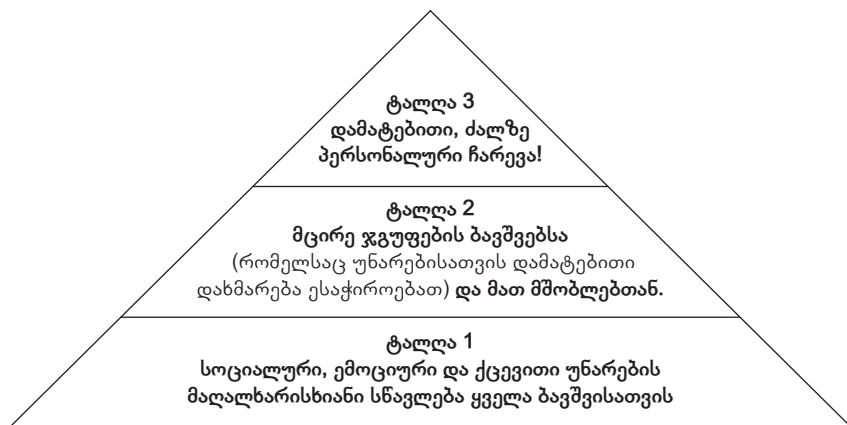 ტალღა 3
დამატებითი, ძალზე
პერსონალური ჩარევა!
ტალღა 2
მცირე ჯგუფების ბავშვებსა
(რომელსაც უნარებისათვის დამატებითი
დახმარება ესაჭიროებათ) და მათ მშობლებთან.
ტალღა 1
სოციალური, ემოციური და ქცევითი უნარების
მაღალხარისხიანი სწავლება ყველა ბავშვისათვის